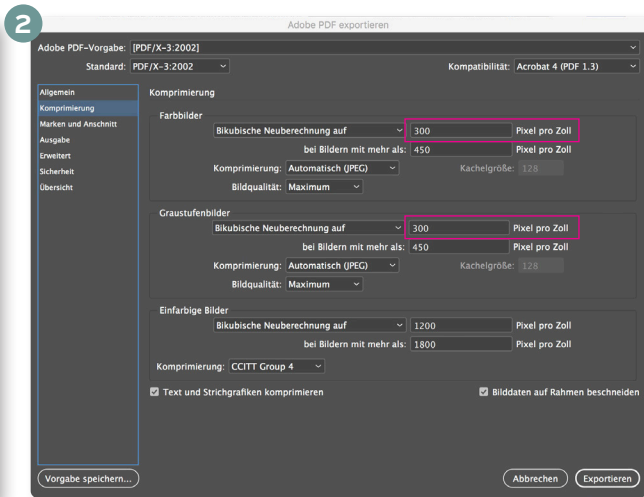 2
Adobe PDF exportieren
Adobe PDF-Vorgabe: [PDF/X-3:2002]
Standard: PDF/X-3:2002 Kompatibilität: Acrobat 4 (PDF 1.3)
Allgemein
Komprimierung
Marken und Anschnitt
Ausgabe
Erweitert
Sicherheit
Übersicht
Komprimierung
Farbbilder
Bikubische Neuberechnung auf 300 Pixel pro Zoll
bei Bildern mit mehr als: 450 Pixel pro Zoll
Komprimierung: Automatisch (JPEG) Kachelgröße: 128
Bildqualität: Maximum
Graustufenbilder
Bikubische Neuberechnung auf 300 Pixel pro Zoll
bei Bildern mit mehr als: 450 Pixel pro Zoll
Komprimierung: Automatisch (JPEG) Kachelgröße: 128
Bildqualität: Maximum
Einfarbige Bilder
Bikubische Neuberechnung auf 1200 Pixel pro Zoll
bei Bildern mit mehr als: 1800 Pixel pro Zoll
Komprimierung: CCITT Group 4
Text und Strichgrafiken komprimieren Bilddaten auf Rahmen beschneiden
Vorgabe speichern... Abbrechen Exportieren